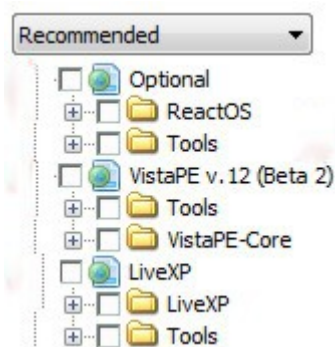 Recommended
Optional
ReactOS
Tools
VistaPE v.12 (Beta 2)
Tools
VistaPE-Core
LiveXP
LiveXP
Tools